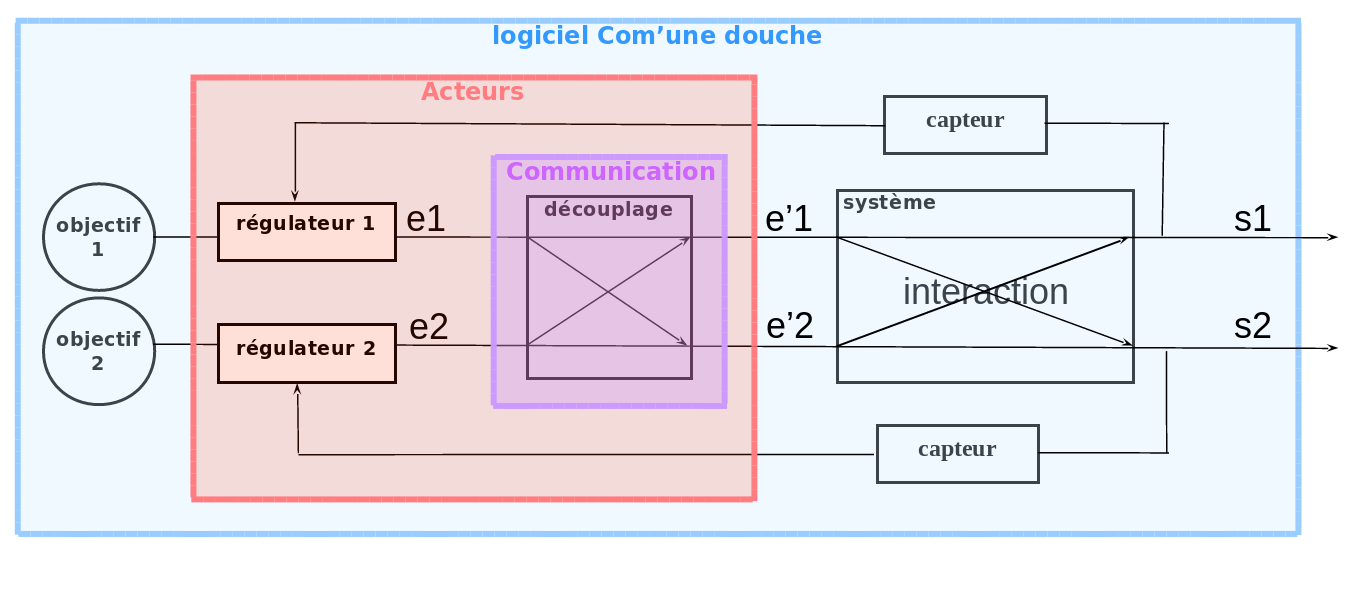 logiciel Com’une douche
Acteurs
capteur
Communication
objectif
1
régulateur 1
e1
découplage
e’1
système
s1
interaction
objectif
2
régulateur 2
e2
e’2
s2
capteur